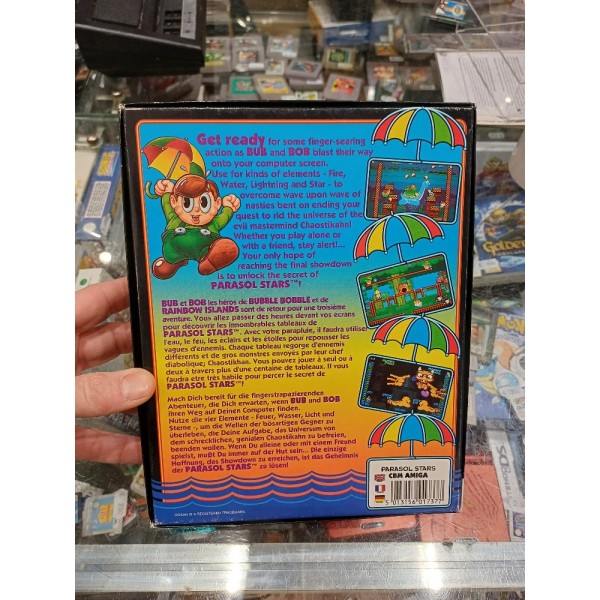 Get ready for some finger-searing
action as BUB and BOB blast their way
onto your computer screen.
Use for kinds of elements - Fire,
Water, Lightning and Star - to
overcome wave upon wave of
nasties bent on ending your
quest to rid the universe of the
evil mastermind Chaostikahn!
Whether you play alone or
with a friend, stay alert!...
Your only hope of
reaching the final showdown
is to unlock the secret of
PARASOL STARS™!
BUB et BOB les héros de BUBBLE BOBBLE et de
RAINBOW ISLANDS sont de retour pour une troisième
aventure. Vous allez passer des heures devant vos écrans
pour découvrir les innombrables tableaux de
PARASOL STARS™. Avec votre parapluie, il faudra utiliser
l'eau, le feu, les eclairs et les étoiles pour repousser les
vagues d'ennemis. Chaque tableau regorge d'ennemis
différents et de gros monstres envoyés par leur chef
diabolique; Chaostikhan. Vous pouvez jouer seul ou à
deux à travers plus d'une centaine de tableaux. Il vous
faudra etre très habile pour percer le secret de
PARASOL STARS™!
Mach Dich bereit für die fingerstrapazierenden
Abenteuer, die Dich erwarten, wenn BUB und BOB
ihren Weg auf Deinen Computer finden.
Nutze die vier Elemente - Feuer, Wasser, Licht und
Sterne -, um die Wellen der bösartigen Gegner zu
überleben, die Deine Aufgabe, das Universum von
dem schrecklichen, genialen Chaostikahn zu befreien,
beenden wollen. Wenn Du alleine oder mit einem Freund
spielst, mußt Du immer auf der Hut sein... Die einzige
Hoffnung, das Showdown zu erreichen, ist das Geheimnis
der PARASOL STARS™ zu lösen!
PARASOL STARS
CBM AMIGA
5 013156 017377
OCEAN IS A REGISTERED TRADEMARK.